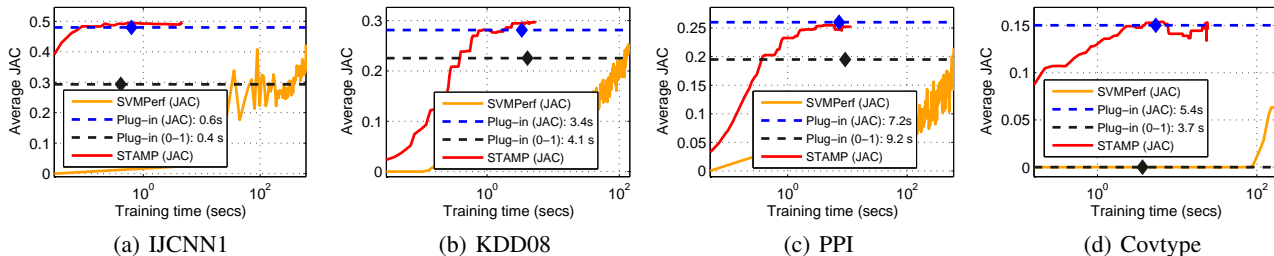 Average JAC
0.5
0.4
0.3
0.2
0.1
0
SVMPerf (JAC)
Plug-in (JAC): 0.6s
Plug-in (0-1): 0.4 s
STAMP (JAC)
10^0
10^2
Training time (secs)
(a) IJCNN1
Average JAC
0.3
0.2
0.1
0
SVMPerf (JAC)
Plug-in (JAC): 3.4s
Plug-in (0-1): 4.1 s
STAMP (JAC)
10^0
10^2
Training time (secs)
(b) KDD08
Average JAC
0.25
0.2
0.15
0.1
0.05
0
SVMPerf (JAC)
Plug-in (JAC): 7.2s
Plug-in (0-1): 9.2 s
STAMP (JAC)
10^0
10^2
Training time (secs)
(c) PPI
Average JAC
0.15
0.1
0.05
0
SVMPerf (JAC)
Plug-in (JAC): 5.4s
Plug-in (0-1): 3.7 s
STAMP (JAC)
10^0
10^2
Training time (secs)
(d) Covtype